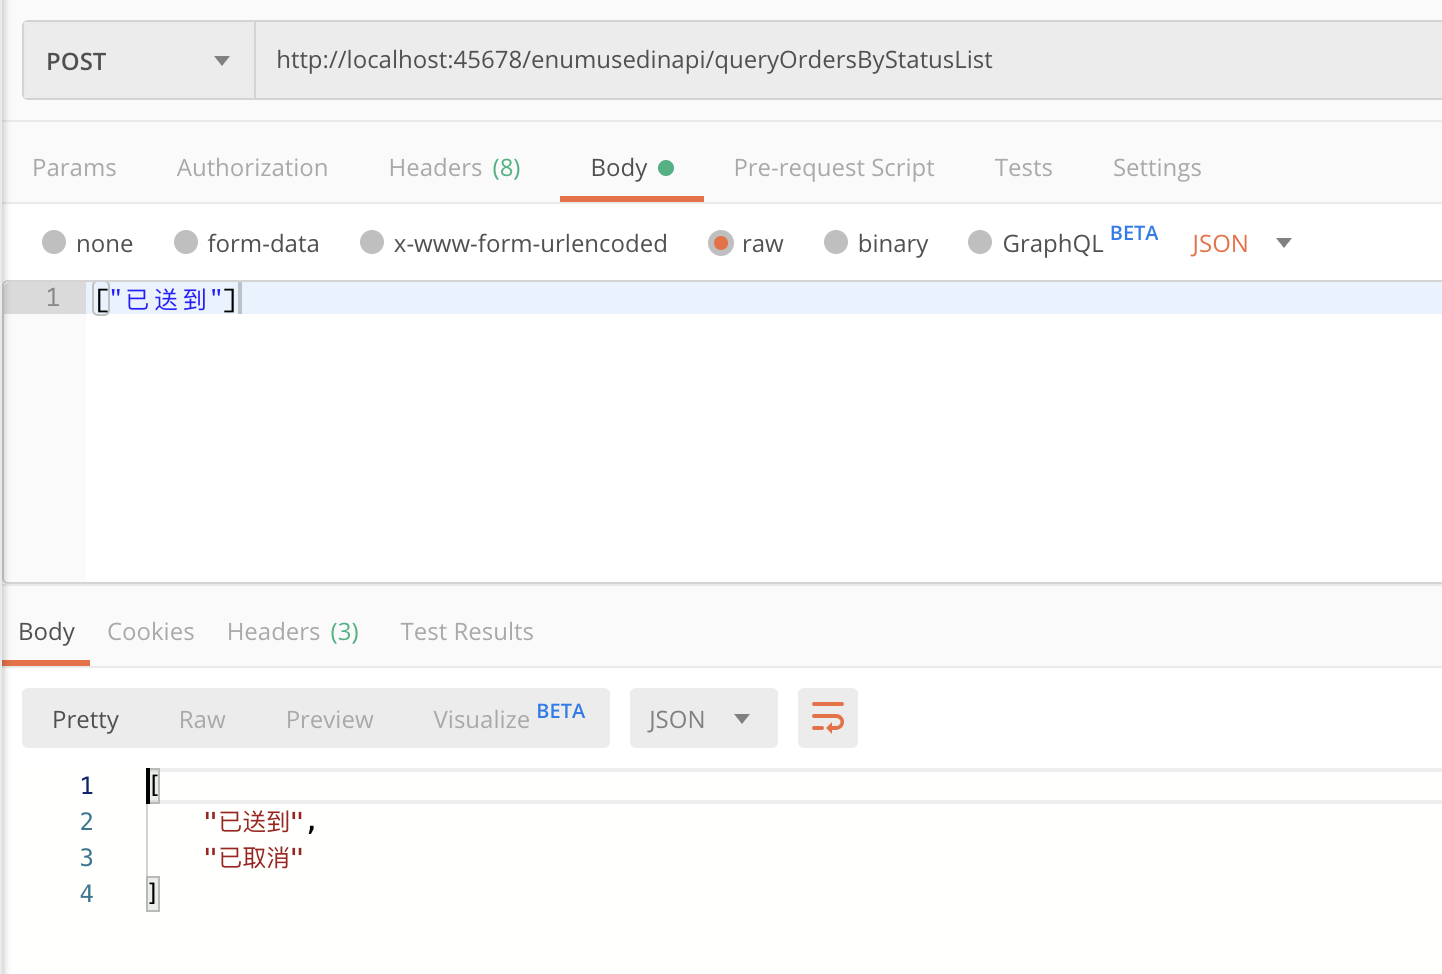 POST http://localhost:45678/enumusedinapi/queryOrdersByStatusList
Params Authorization Headers (8) Body Pre-request Script Tests Settings
none form-data x-www-form-urlencoded raw binary GraphQL BETA JSON
1 ["已送到"]
Body Cookies Headers (3) Test Results
Pretty Raw Preview Visualize BETA JSON
1 [
2 "已送到",
3 "已取消"
4 ]